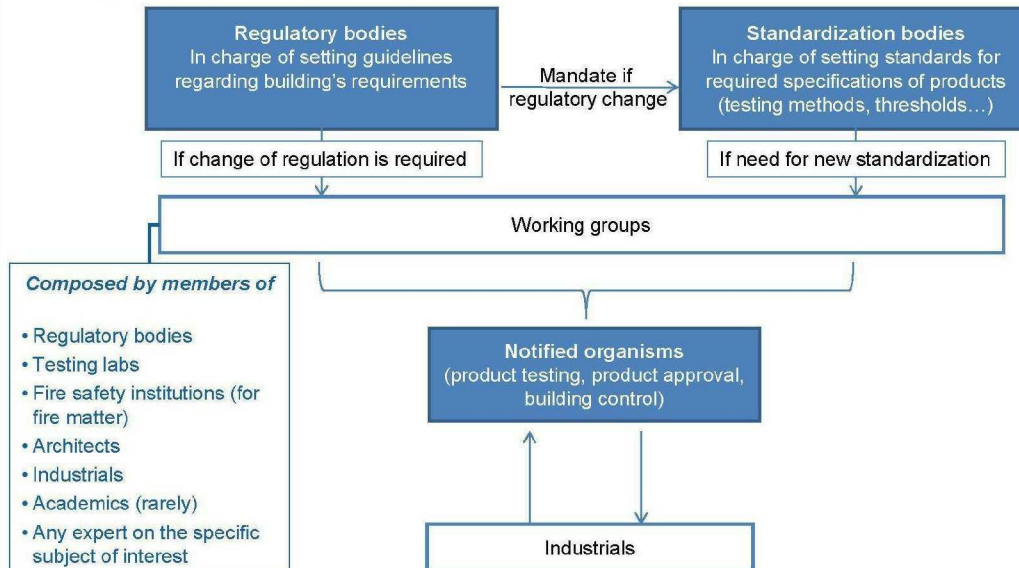 Regulatory bodies
In charge of setting guidelines
regarding building's requirements
Mandate if
regulatory change
Standardization bodies
In charge of setting standards for
required specifications of products
(testing methods, thresholds…)
If change of regulation is required
If need for new standardization
Working groups
Composed by members of
• Regulatory bodies
• Testing labs
• Fire safety institutions (for
fire matter)
• Architects
• Industrials
• Academics (rarely)
• Any expert on the specific
subject of interest
Notified organisms
(product testing, product approval,
building control)
Industrials